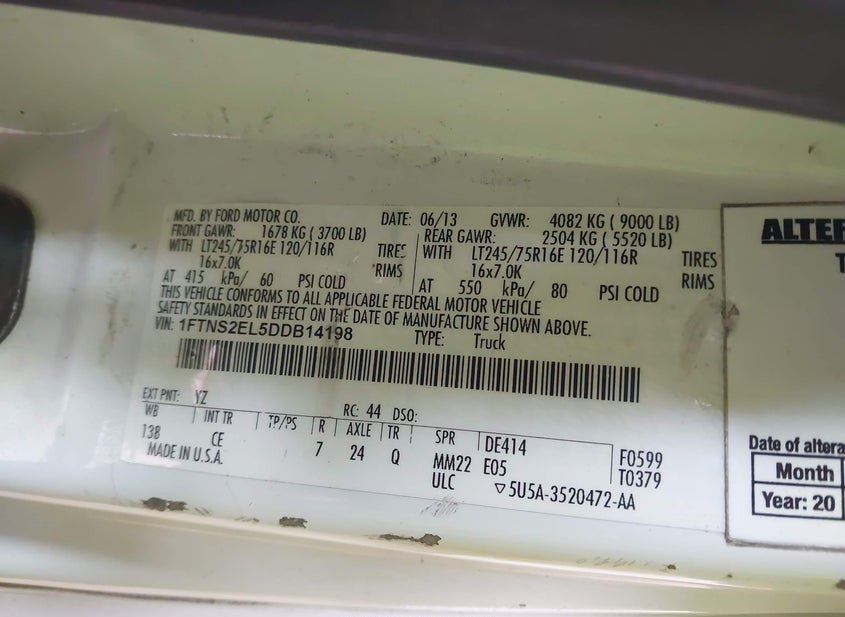 MFD. BY FORD MOTOR CO. DATE: 06/13 GVWR: 4082 KG ( 9000 LB)
FRONT GAWR: 1678 KG ( 3700 LB) REAR GAWR: 2504 KG ( 5520 LB)
WITH LT245/75R16E 120/116R TIRES WITH LT245/75R16E 120/116R TIRES
16x7.0K RIMS 16x7.0K RIMS
AT 415 kPa/ 60 PSI COLD AT 550 kPa/ 80 PSI COLD
THIS VEHICLE CONFORMS TO ALL APPLICABLE FEDERAL MOTOR VEHICLE
SAFETY STANDARDS IN EFFECT ON THE DATE OF MANUFACTURE SHOWN ABOVE.
VIN: 1FTNS2EL5DDB14198 TYPE: Truck
EXT PNT: YZ RC: 44 DSO:
WB INT TR TP/PS R AXLE TR SPR DE414 F0599
138 CE 7 24 Q MM22 E05 T0379
MADE IN U.S.A. ULC ▽5U5A-3520472-AA
ALTER
T
Date of altera
Month
Year: 20